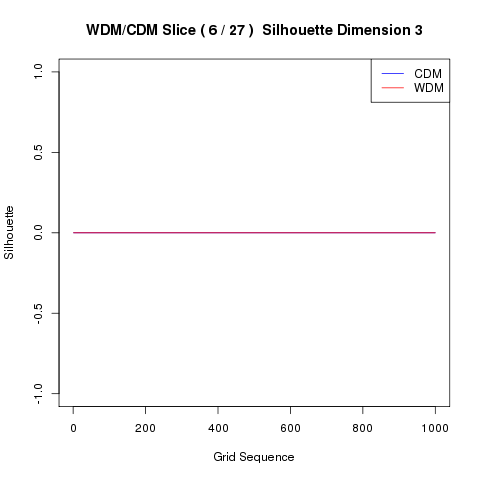 WDM/CDM Slice ( 6 / 27 )  Silhouette Dimension 3
CDM
WDM
1.0
0.5
0.0
-0.5
-1.0
Silhouette
0 200 400 600 800 1000
Grid Sequence